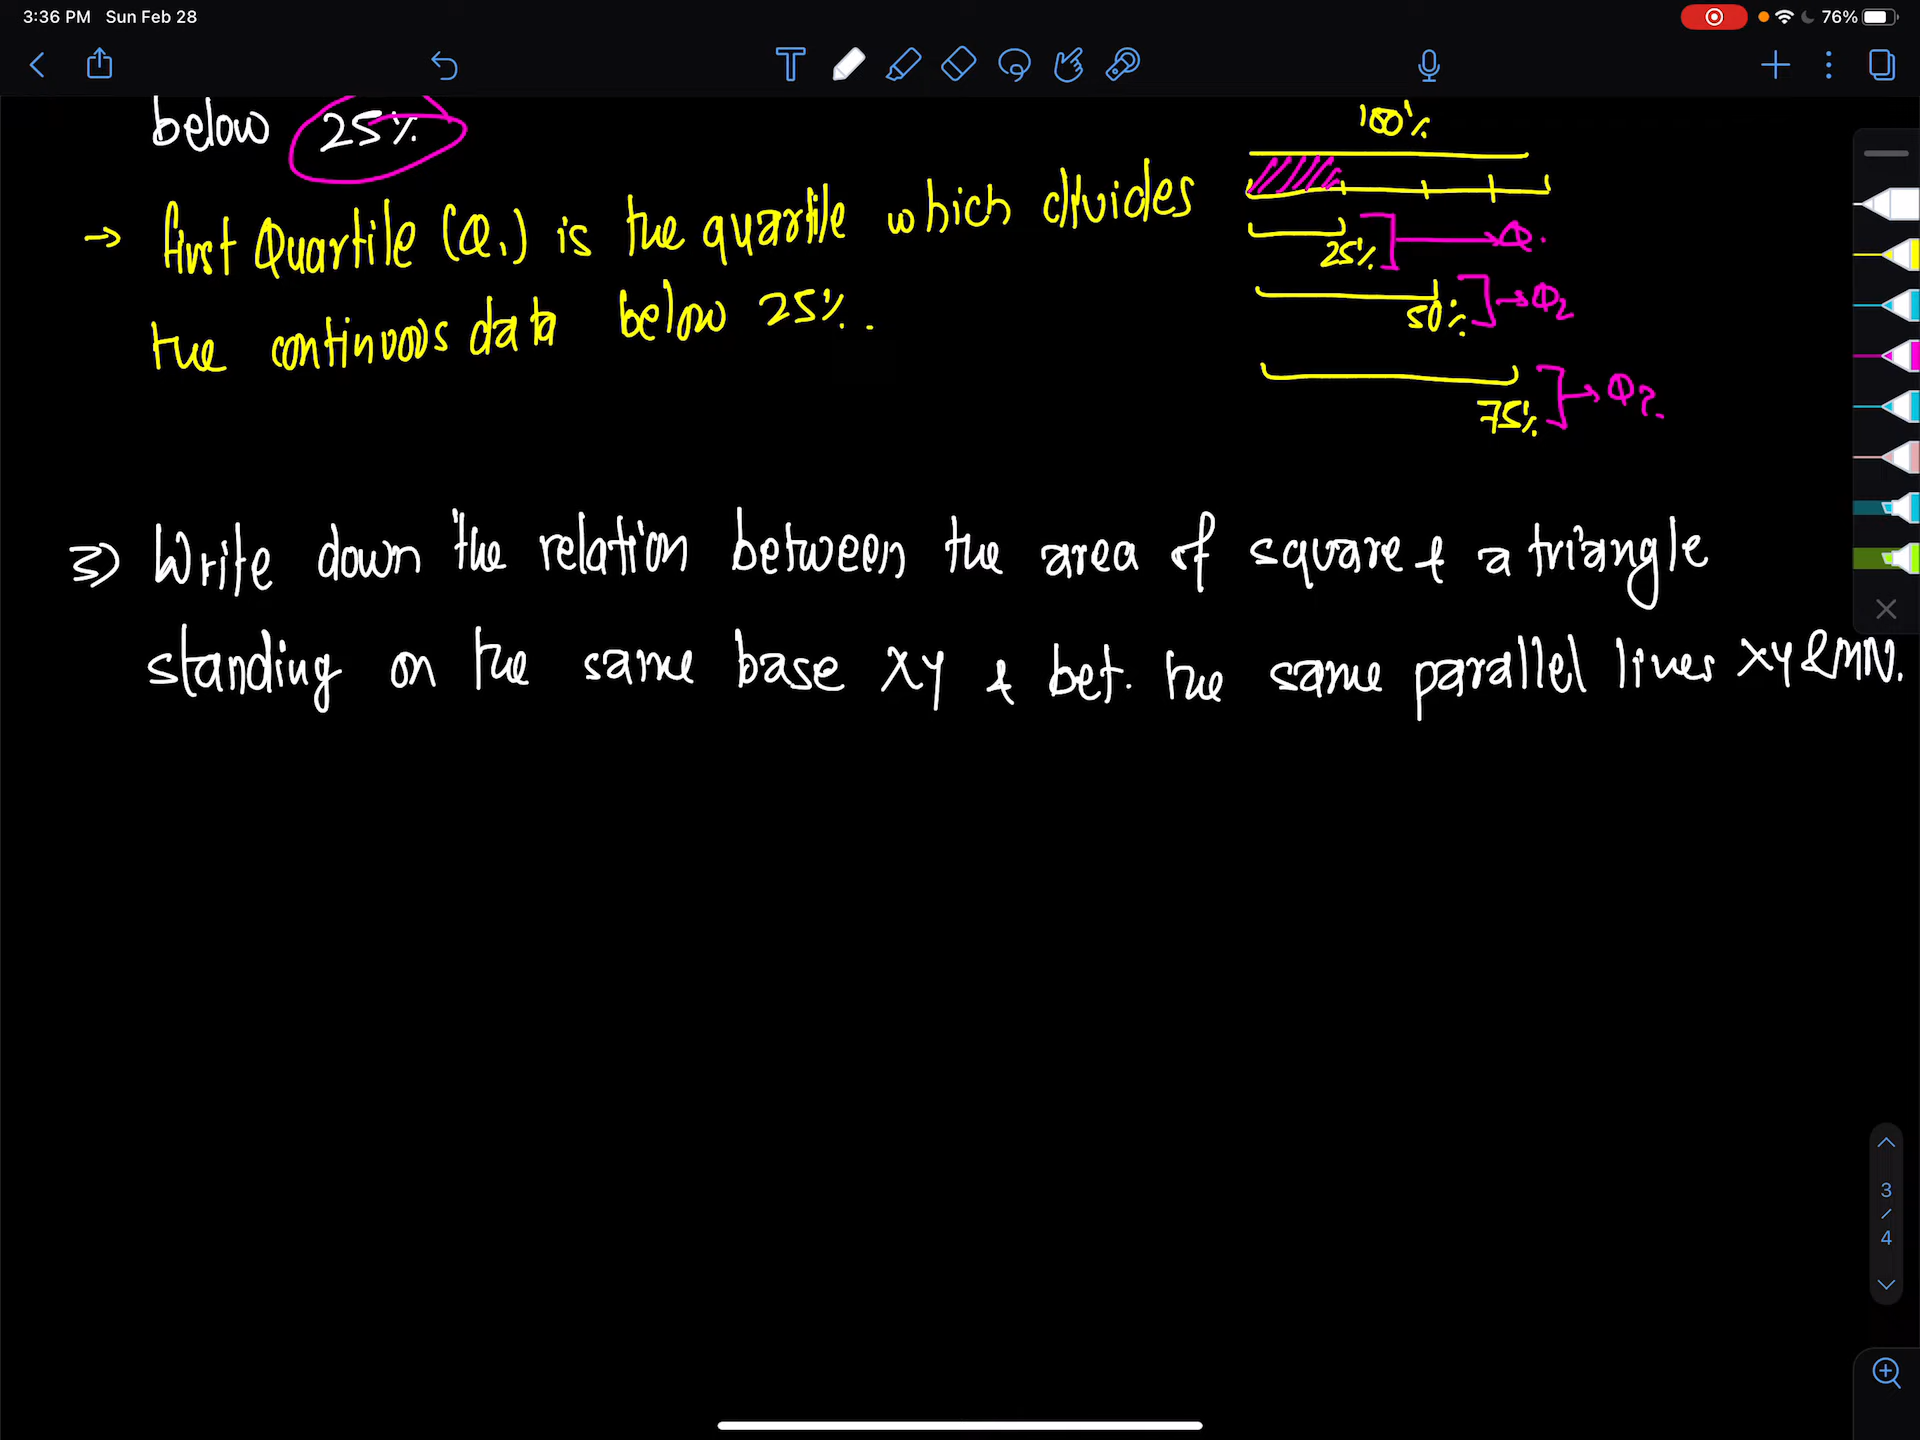 3:36 PM Sun Feb 28
76%
below 25%
→ first Quartile (Q1) is the quartile which divides
the continuous data below 25%.
100%
25% → Q1
50% → Q2
75% →
3) Write down the relation between the area of square & a triangle
standing on the same base XY & bet. the same parallel lines XY & MN.
3
/
4